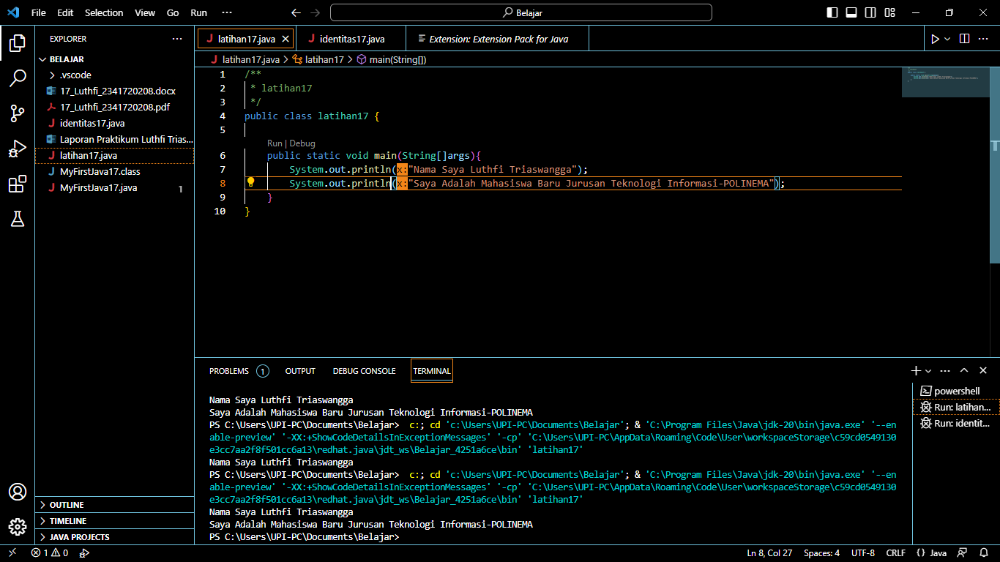 File Edit Selection View Go Run ··· Belajar
EXPLORER ···
BELAJAR
.vscode
17_Luthfi_2341720208.docx
17_Luthfi_2341720208.pdf
identitas17.java
Laporan Praktikum Luthfi Trias...
latihan17.java
MyFirstJava17.class
MyFirstJava17.java 1
OUTLINE
TIMELINE
JAVA PROJECTS
latihan17.java identitas17.java Extension: Extension Pack for Java
latihan17.java > latihan17 > main(String[])
1 /**
2 * latihan17
3 */
4 public class latihan17 {
5
Run | Debug
6 public static void main(String[]args){
7 System.out.println(x:"Nama Saya Luthfi Triaswangga");
8 System.out.println(x:"Saya Adalah Mahasiswa Baru Jurusan Teknologi Informasi-POLINEMA");
9 }
10 }
PROBLEMS 1 OUTPUT DEBUG CONSOLE TERMINAL
Nama Saya Luthfi Triaswangga
Saya Adalah Mahasiswa Baru Jurusan Teknologi Informasi-POLINEMA
PS C:\Users\UPI-PC\Documents\Belajar>  c:; cd 'c:\Users\UPI-PC\Documents\Belajar'; & 'C:\Program Files\Java\jdk-20\bin\java.exe' '--en
able-preview' '-XX:+ShowCodeDetailsInExceptionMessages' '-cp' 'C:\Users\UPI-PC\AppData\Roaming\Code\User\workspaceStorage\c59cd0549130
e3cc7aa2f8f501cc6a13\redhat.java\jdt_ws\Belajar_4251a6ce\bin' 'latihan17'
Nama Saya Luthfi Triaswangga
PS C:\Users\UPI-PC\Documents\Belajar>  c:; cd 'c:\Users\UPI-PC\Documents\Belajar'; & 'C:\Program Files\Java\jdk-20\bin\java.exe' '--en
able-preview' '-XX:+ShowCodeDetailsInExceptionMessages' '-cp' 'C:\Users\UPI-PC\AppData\Roaming\Code\User\workspaceStorage\c59cd0549130
e3cc7aa2f8f501cc6a13\redhat.java\jdt_ws\Belajar_4251a6ce\bin' 'latihan17'
Nama Saya Luthfi Triaswangga
Saya Adalah Mahasiswa Baru Jurusan Teknologi Informasi-POLINEMA
PS C:\Users\UPI-PC\Documents\Belajar>
powershell
Run: latihan...
Run: identit...
1 0 Ln 8, Col 27 Spaces: 4 UTF-8 CRLF {} Java